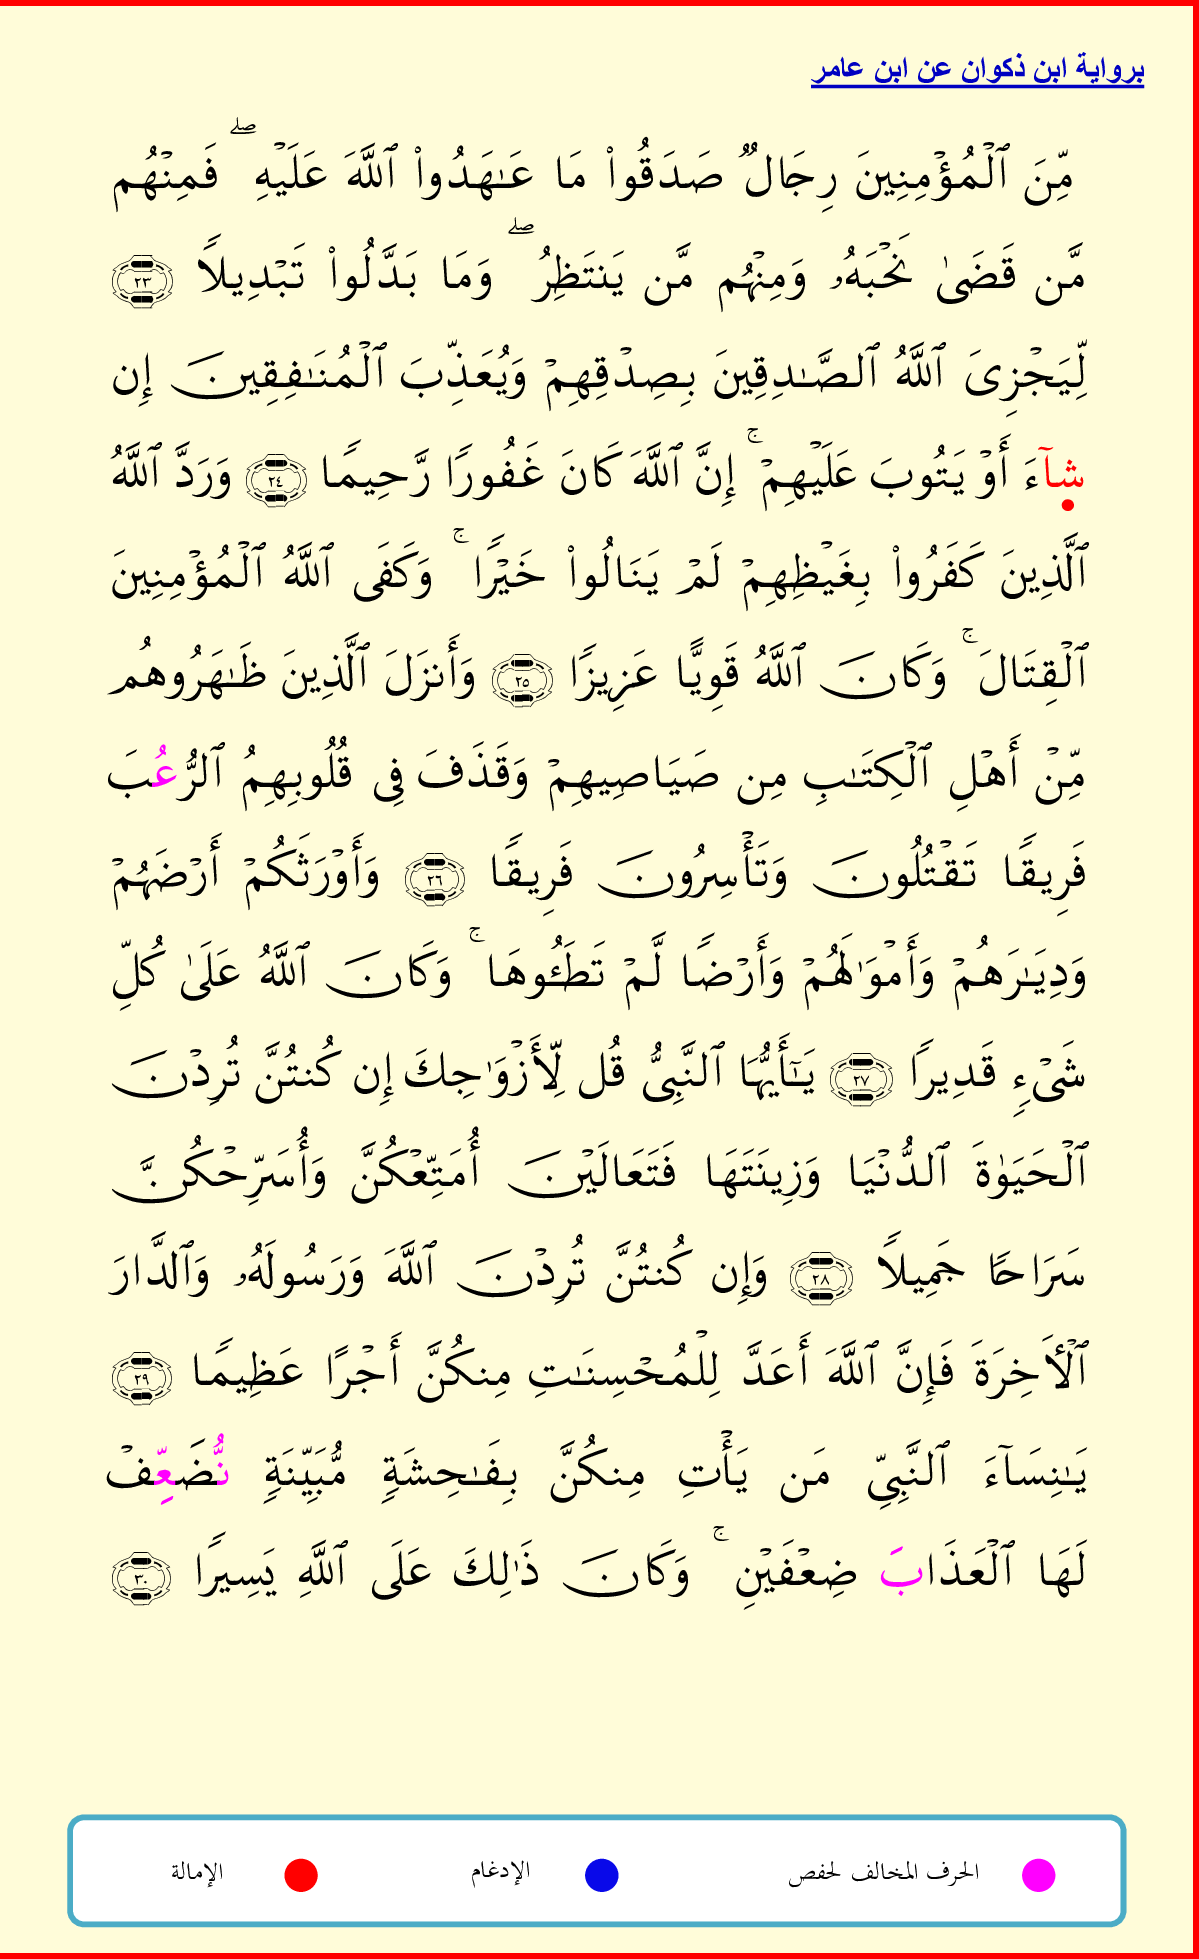 برواية ابن ذكوان عن ابن عامر
مِّنَ ٱلْمُؤْمِنِينَ رِجَالٌ صَدَقُوا۟ مَا عَـٰهَدُوا۟ ٱللَّهَ عَلَيْهِ ۖ فَمِنْهُم
مَّن قَضَىٰ نَحْبَهُۥ وَمِنْهُم مَّن يَنتَظِرُ ۖ وَمَا بَدَّلُوا۟ تَبْدِيلًا ٢٣
لِّيَجْزِىَ ٱللَّهُ ٱلصَّـٰدِقِينَ بِصِدْقِهِمْ وَيُعَذِّبَ ٱلْمُنَـٰفِقِينَ إِن
شَآءَ أَوْ يَتُوبَ عَلَيْهِمْ ۚ إِنَّ ٱللَّهَ كَانَ غَفُورًا رَّحِيمًا ٢٤ وَرَدَّ ٱللَّهُ
ٱلَّذِينَ كَفَرُوا۟ بِغَيْظِهِمْ لَمْ يَنَالُوا۟ خَيْرًا ۚ وَكَفَى ٱللَّهُ ٱلْمُؤْمِنِينَ
ٱلْقِتَالَ ۚ وَكَانَ ٱللَّهُ قَوِيًّا عَزِيزًا ٢٥ وَأَنزَلَ ٱلَّذِينَ ظَـٰهَرُوهُم
مِّنْ أَهْلِ ٱلْكِتَـٰبِ مِن صَيَاصِيهِمْ وَقَذَفَ فِى قُلُوبِهِمُ ٱلرُّعُبَ
فَرِيقًا تَقْتُلُونَ وَتَأْسِرُونَ فَرِيقًا ٢٦ وَأَوْرَثَكُمْ أَرْضَهُمْ
وَدِيَـٰرَهُمْ وَأَمْوَٰلَهُمْ وَأَرْضًا لَّمْ تَطَـُٔوهَا ۚ وَكَانَ ٱللَّهُ عَلَىٰ كُلِّ
شَىْءٍ قَدِيرًا ٢٧ يَـٰٓأَيُّهَا ٱلنَّبِىُّ قُل لِّأَزْوَٰجِكَ إِن كُنتُنَّ تُرِدْنَ
ٱلْحَيَوٰةَ ٱلدُّنْيَا وَزِينَتَهَا فَتَعَالَيْنَ أُمَتِّعْكُنَّ وَأُسَرِّحْكُنَّ
سَرَاحًا جَمِيلًا ٢٨ وَإِن كُنتُنَّ تُرِدْنَ ٱللَّهَ وَرَسُولَهُۥ وَٱلدَّارَ
ٱلْـَٔاخِرَةَ فَإِنَّ ٱللَّهَ أَعَدَّ لِلْمُحْسِنَـٰتِ مِنكُنَّ أَجْرًا عَظِيمًا ٢٩
يَـٰنِسَآءَ ٱلنَّبِىِّ مَن يَأْتِ مِنكُنَّ بِفَـٰحِشَةٍ مُّبَيِّنَةٍ نُّضَعِّفْ
لَهَا ٱلْعَذَابَ ضِعْفَيْنِ ۚ وَكَانَ ذَٰلِكَ عَلَى ٱللَّهِ يَسِيرًا ٣٠
الحرف المخالف لحفص الإدغام الإمالة